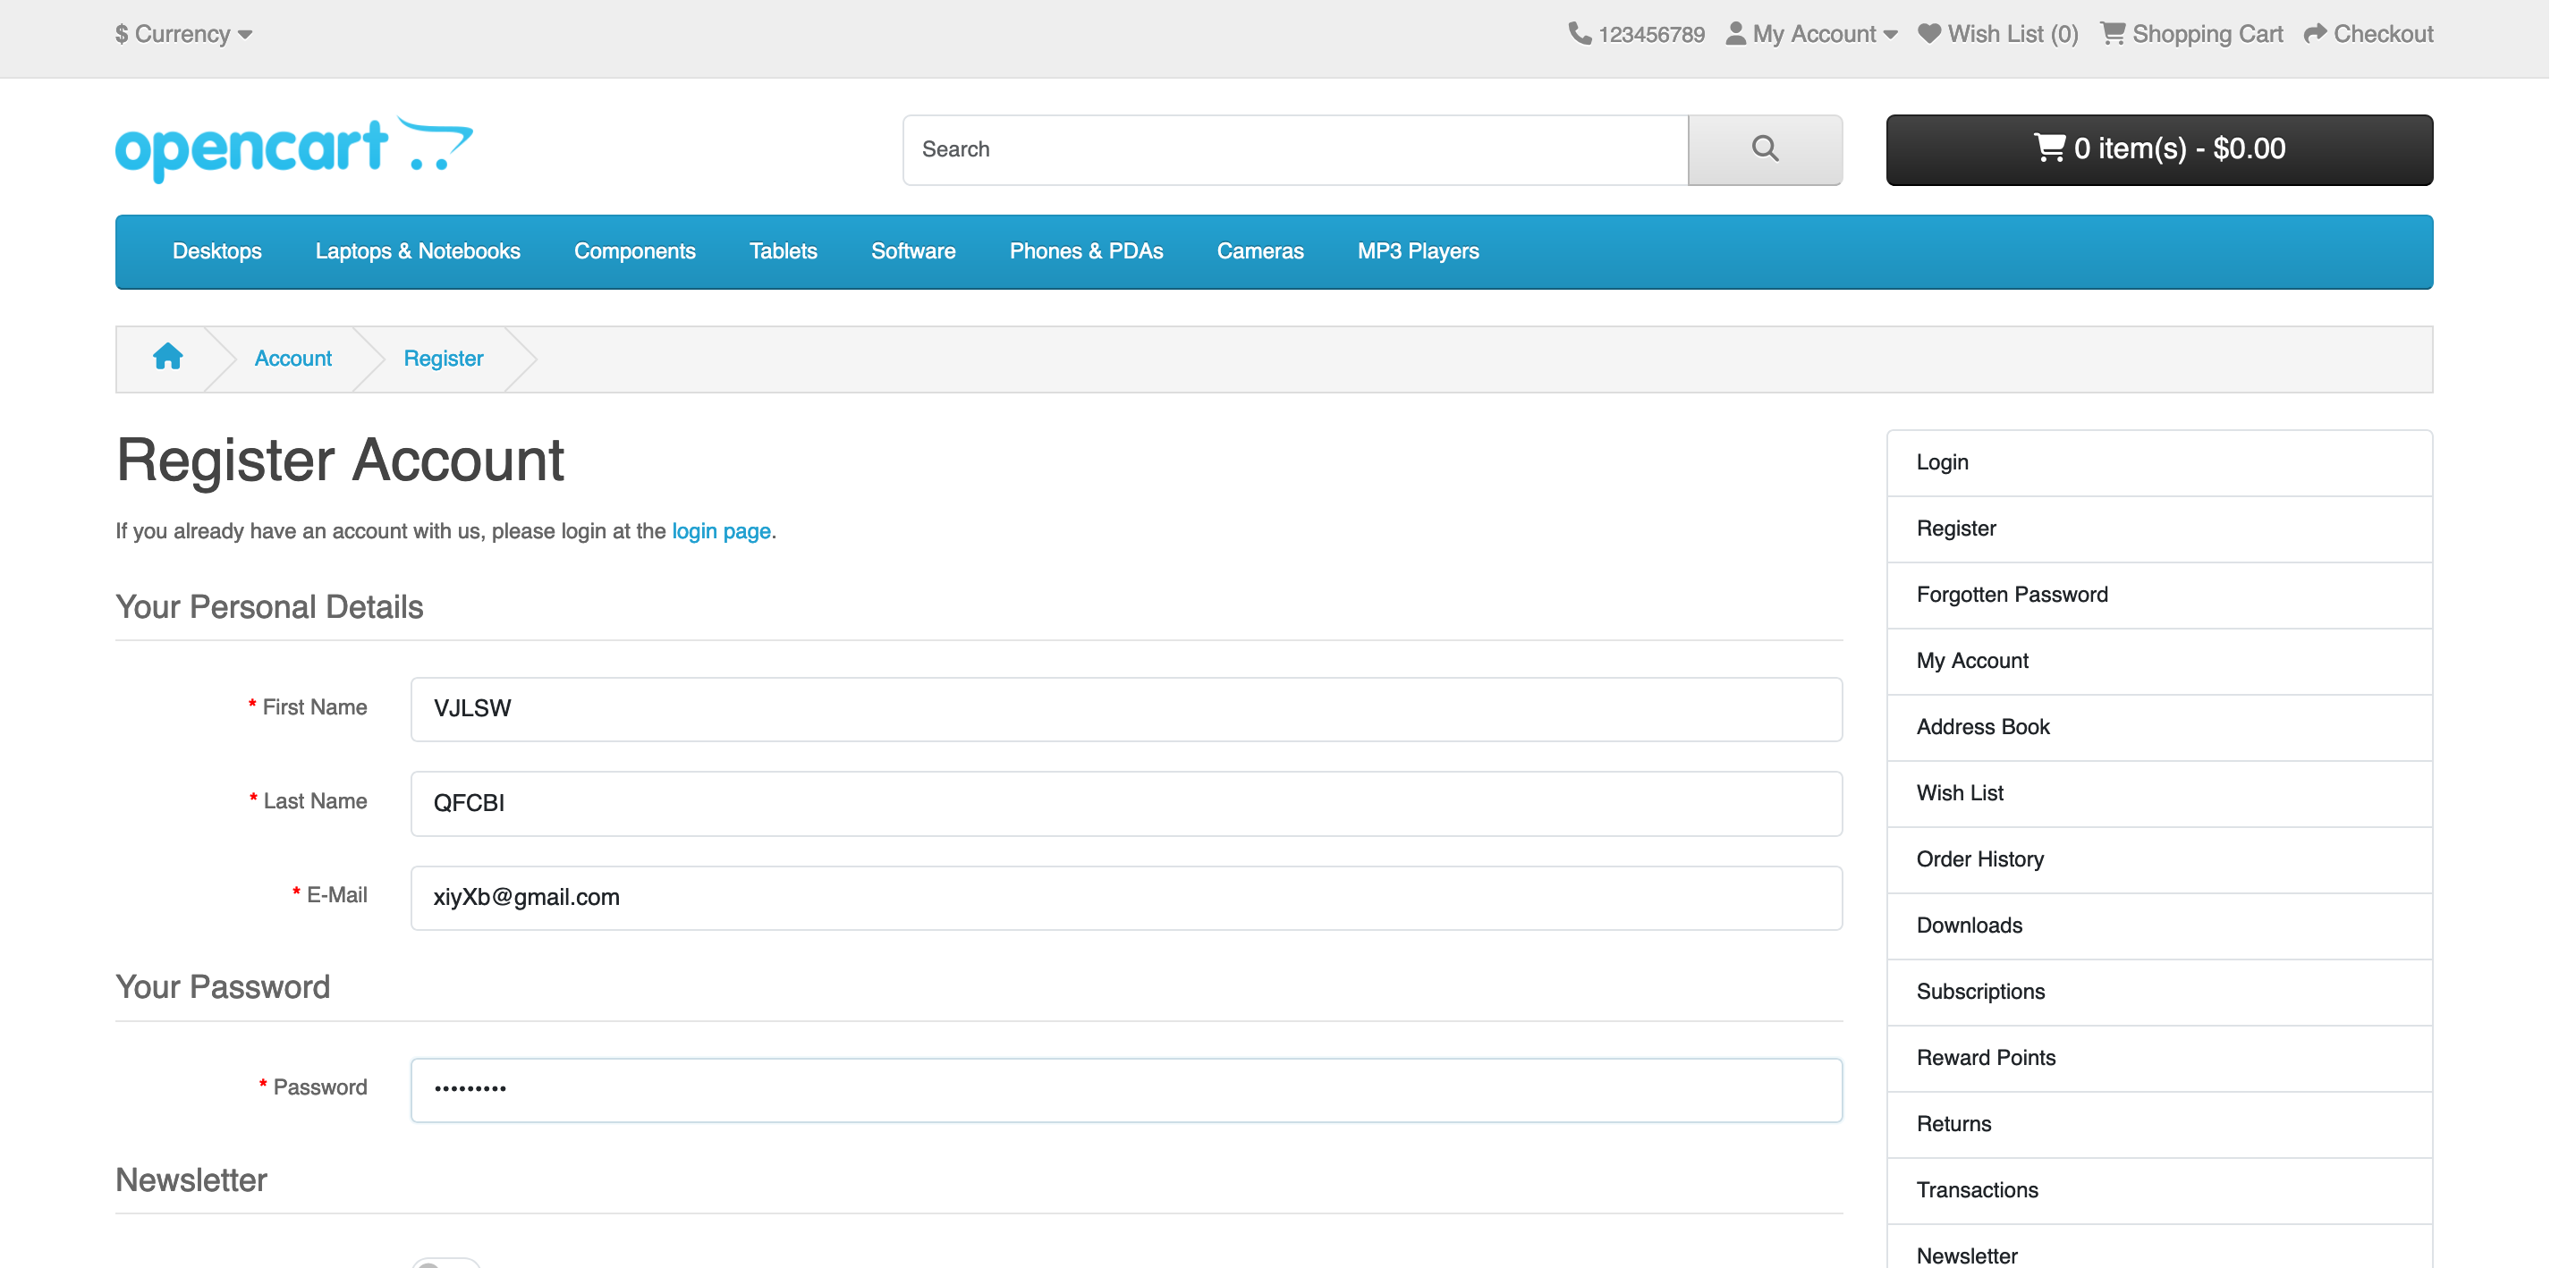 $ Currency 123456789 My Account Wish List (0) Shopping Cart Checkout
opencart
Search
0 item(s) - $0.00
Desktops Laptops & Notebooks Components Tablets Software Phones & PDAs Cameras MP3 Players
Account Register
Register Account
If you already have an account with us, please login at the login page.
Your Personal Details
* First Name VJLSW
* Last Name QFCBI
* E-Mail xiyXb@gmail.com
Your Password
* Password •••••••••
Newsletter
Login
Register
Forgotten Password
My Account
Address Book
Wish List
Order History
Downloads
Subscriptions
Reward Points
Returns
Transactions
Newsletter